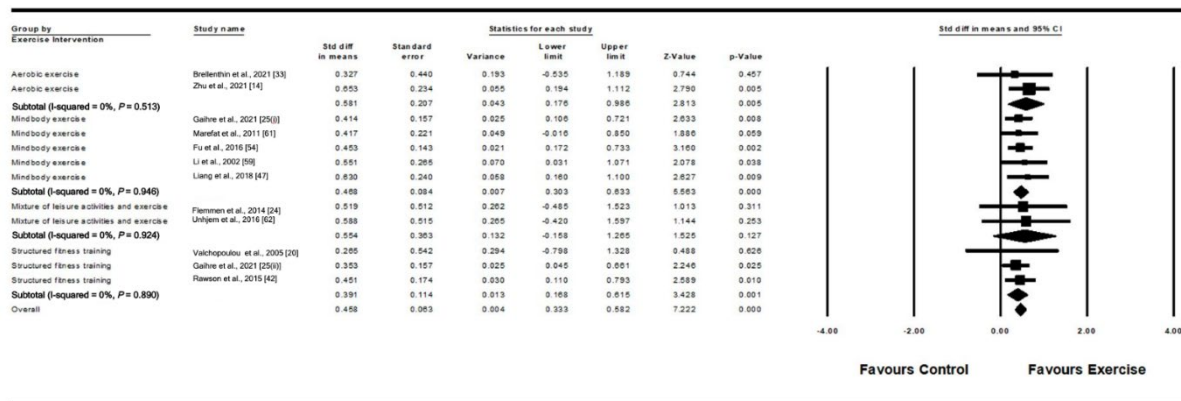 Group by Study name Statistics for each study Std diff in means and 95% CI
Exercise Intervention
Std diff in means Standard error Variance Lower limit Upper limit Z-Value p-Value
Aerobic exercise Brellenthin et al., 2021 [33] 0.327 0.440 0.193 -0.535 1.189 0.744 0.457
Aerobic exercise Zhu et al., 2021 [14] 0.653 0.234 0.055 0.194 1.112 2.790 0.005
Subtotal (I-squared = 0%, P = 0.513) 0.581 0.207 0.043 0.176 0.986 2.813 0.005
Mindbody exercise Gaihre et al., 2021 [25(i)] 0.414 0.157 0.025 0.106 0.721 2.633 0.008
Mindbody exercise Marefat et al., 2011 [61] 0.417 0.221 0.049 -0.016 0.850 1.886 0.059
Mindbody exercise Fu et al., 2016 [54] 0.453 0.143 0.021 0.172 0.733 3.160 0.002
Mindbody exercise Li et al., 2002 [59] 0.551 0.265 0.070 0.031 1.071 2.078 0.038
Mindbody exercise Liang et al., 2018 [47] 0.630 0.240 0.058 0.160 1.100 2.627 0.009
Subtotal (I-squared = 0%, P = 0.946) 0.468 0.084 0.007 0.303 0.633 5.563 0.000
Mixture of leisure activities and exercise Flemmen et al., 2014 [24] 0.519 0.512 0.262 -0.485 1.523 1.013 0.311
Mixture of leisure activities and exercise Unhjem et al., 2016 [62] 0.588 0.515 0.265 -0.420 1.597 1.144 0.253
Subtotal (I-squared = 0%, P = 0.924) 0.554 0.363 0.132 -0.158 1.265 1.525 0.127
Structured fitness training Valchopoulou et al., 2005 [20] 0.265 0.542 0.294 -0.798 1.328 0.488 0.626
Structured fitness training Gaihre et al., 2021 [25(ii)] 0.353 0.157 0.025 0.045 0.661 2.246 0.025
Structured fitness training Rawson et al., 2015 [42] 0.451 0.174 0.030 0.110 0.793 2.589 0.010
Subtotal (I-squared = 0%, P = 0.890) 0.391 0.114 0.013 0.168 0.615 3.428 0.001
Overall 0.458 0.063 0.004 0.333 0.582 7.222 0.000
-4.00 -2.00 0.00 2.00 4.00
Favours Control Favours Exercise